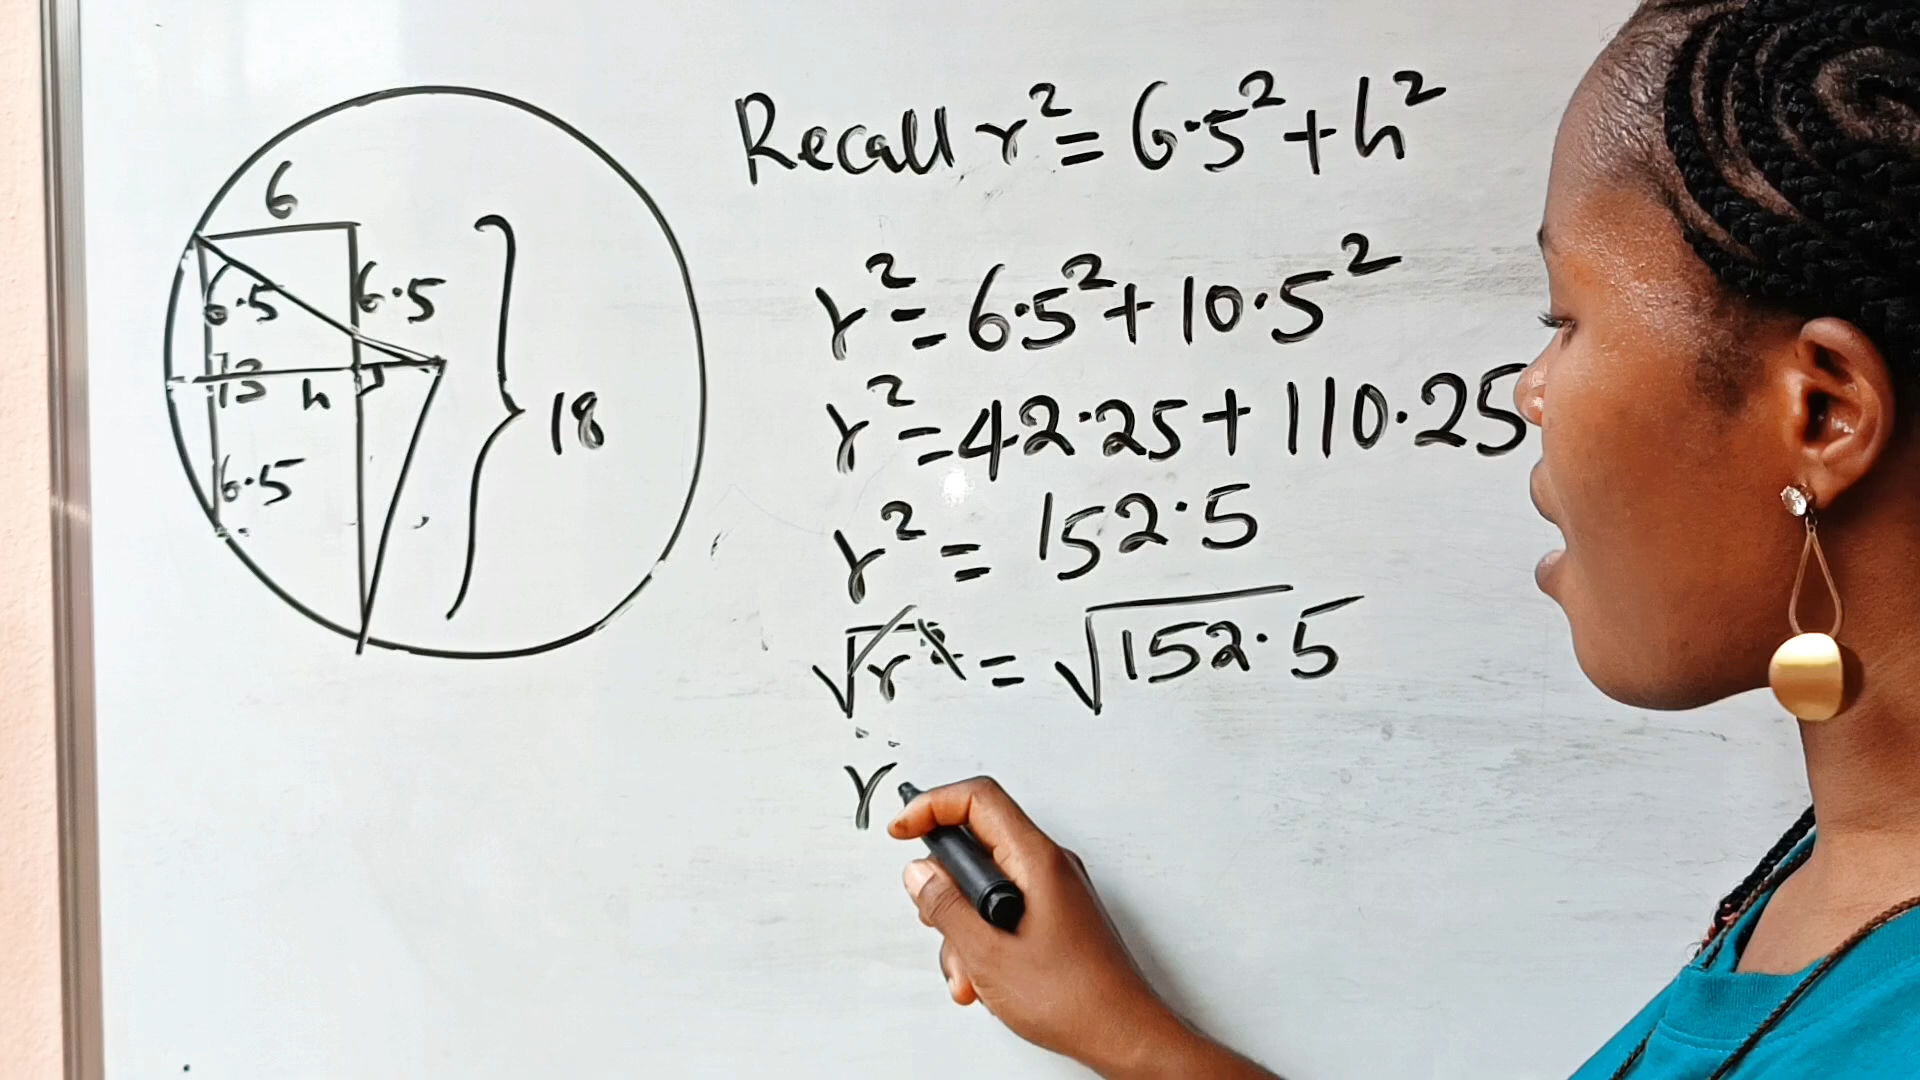 6
6.5
6.5
13
h
6.5
18
Recall r² = 6.5² + h²
r² = 6.5² + 10.5²
r² = 42.25 + 110.25
r² = 152.5
√r² = √152.5
r